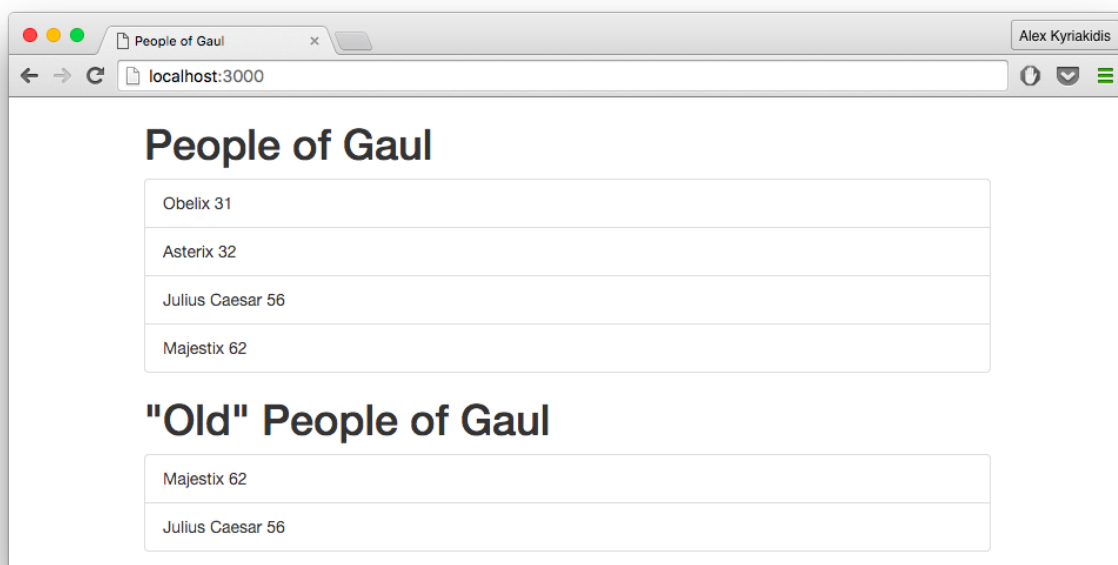 People of Gaul
Alex Kyriakidis
localhost:3000
People of Gaul
Obelix 31
Asterix 32
Julius Caesar 56
Majestix 62
"Old" People of Gaul
Majestix 62
Julius Caesar 56